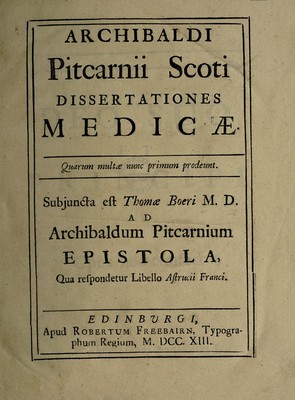 ARCHIBALDI
Pitcarnii Scoti
DISSERTATIONES
MEDICÆ.
Quarum multæ nunc primum prodeunt.
Subjuncta eſt Thomæ Boeri M. D.
AD
Archibaldum Pitcarnium
EPISTOLA,
Qua reſpondetur Libello Aſtrucii Franci.
EDINBVRGI,
Apud ROBERTUM FREEBAIRN, Typogra-
phum Regium, M. DCC. XIII.